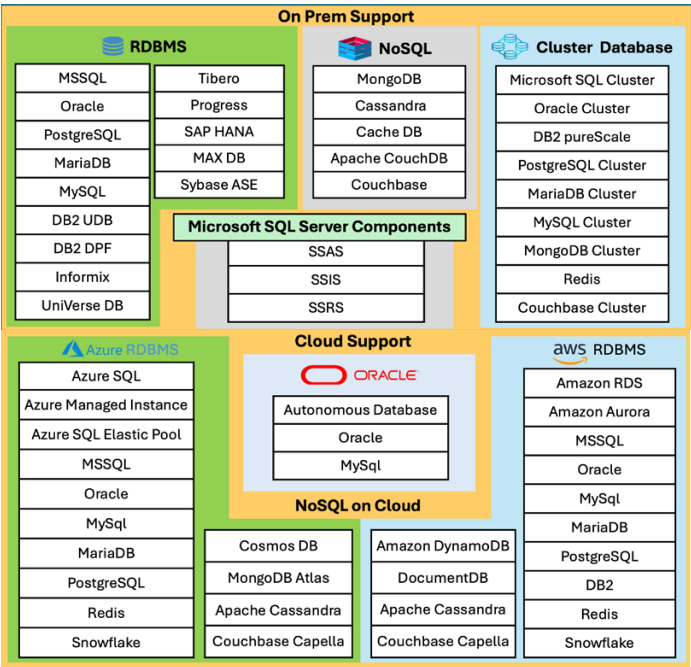 On Prem Support
RDBMS
MSSQL
Oracle
PostgreSQL
MariaDB
MySQL
DB2 UDB
DB2 DPF
Informix
UniVerse DB
Tibero
Progress
SAP HANA
MAX DB
Sybase ASE
NoSQL
MongoDB
Cassandra
Cache DB
Apache CouchDB
Couchbase
Cluster Database
Microsoft SQL Cluster
Oracle Cluster
DB2 pureScale
PostgreSQL Cluster
MariaDB Cluster
MySQL Cluster
MongoDB Cluster
Redis
Couchbase Cluster
Microsoft SQL Server Components
SSAS
SSIS
SSRS
Cloud Support
Azure RDBMS
Azure SQL
Azure Managed Instance
Azure SQL Elastic Pool
MSSQL
Oracle
MySql
MariaDB
PostgreSQL
Redis
Snowflake
ORACLE
Autonomous Database
Oracle
MySql
aws RDBMS
Amazon RDS
Amazon Aurora
MSSQL
Oracle
MySql
MariaDB
PostgreSQL
DB2
Redis
Snowflake
NoSQL on Cloud
Cosmos DB
MongoDB Atlas
Apache Cassandra
Couchbase Capella
Amazon DynamoDB
DocumentDB
Apache Cassandra
Couchbase Capella